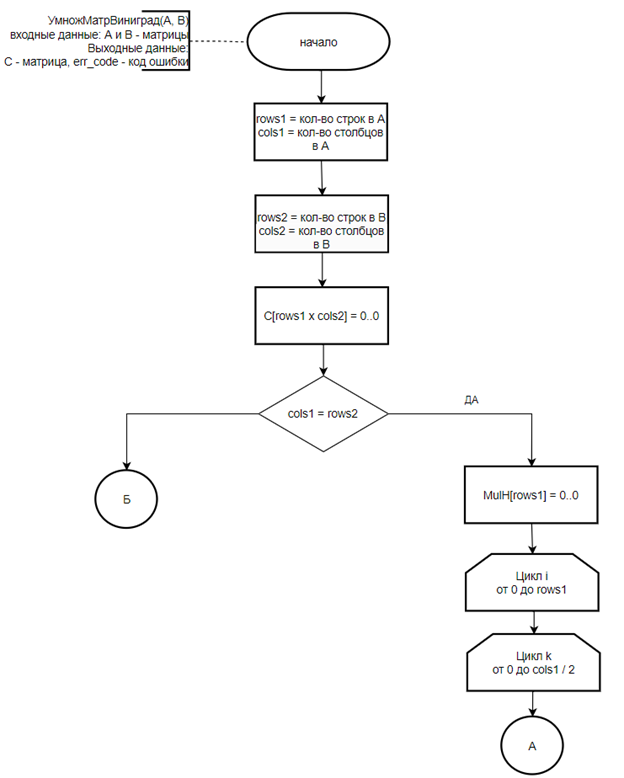 УмножМатрВиниград(А, В)
входные данные: А и В - матрицы
Выходные данные:
С - матрица, err_code - код ошибки
начало
rows1 = кол-во строк в А
cols1 = кол-во столбцов
в А
rows2 = кол-во строк в В
cols2 = кол-во столбцов
в В
C[rows1 x cols2] = 0..0
cols1 = rows2
ДА
Б
MulH[rows1] = 0..0
Цикл i
от 0 до rows1
Цикл k
от 0 до cols1 / 2
А